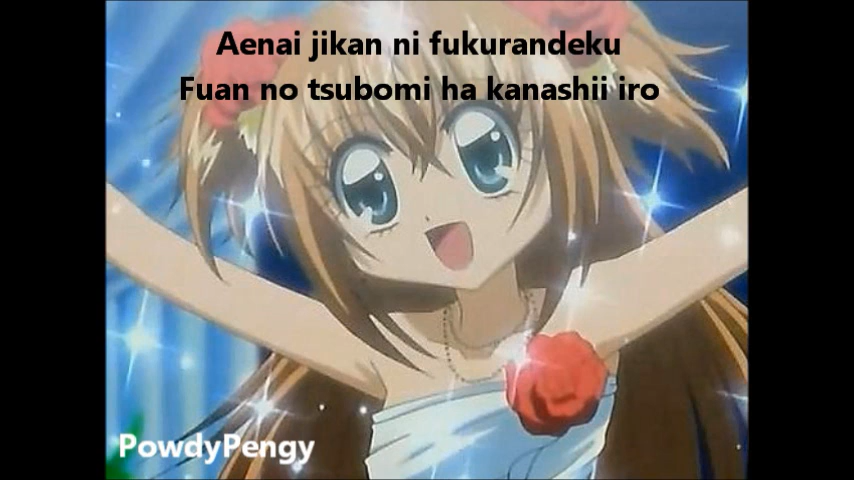 Aenai jikan ni fukurandeku
Fuan no tsubomi ha kanashii iro
PowdyPengy